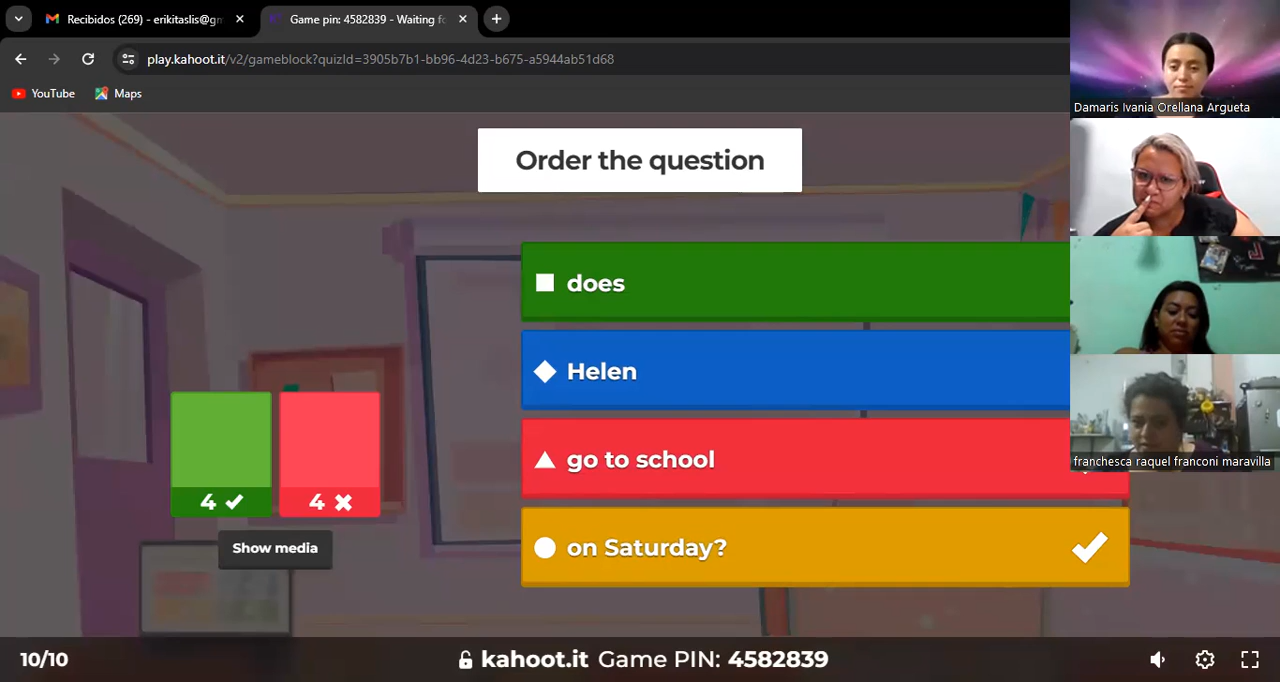 Recibidos (269) - erikitaslis@gm
Game pin: 4582839 - Waiting fo
play.kahoot.it/v2/gameblock?quizId=3905b7b1-bb96-4d23-b675-a5944ab51d68
YouTube
Maps
Order the question
does
Helen
go to school
on Saturday?
4
4
Show media
10/10
kahoot.it Game PIN: 4582839
Damaris Ivania Orellana Argueta
franchesca raquel franconi maravilla